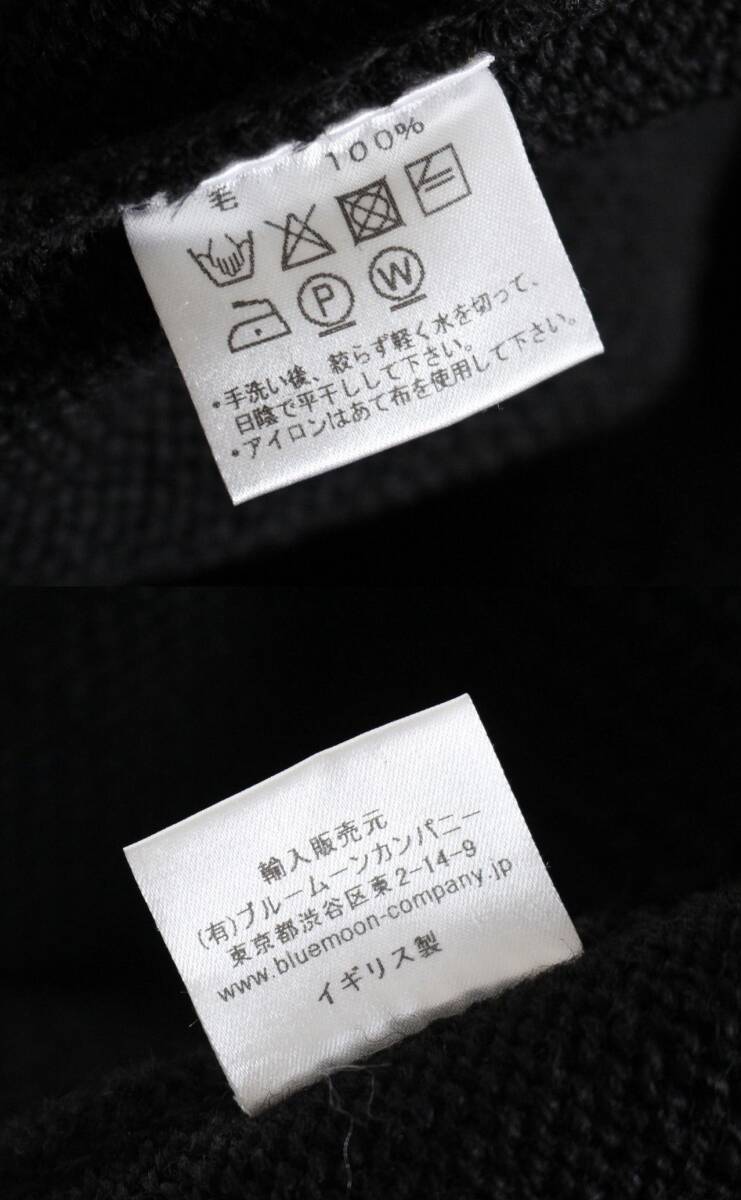 毛 100%
P W
・手洗い後、絞らず軽く水を切って、
日陰で平干しして下さい。
・アイロンはあて布を使用して下さい。
輸入販売元
(有)ブルームーンカンパニー
東京都渋谷区東2-14-9
www.bluemoon-company.jp
イギリス製